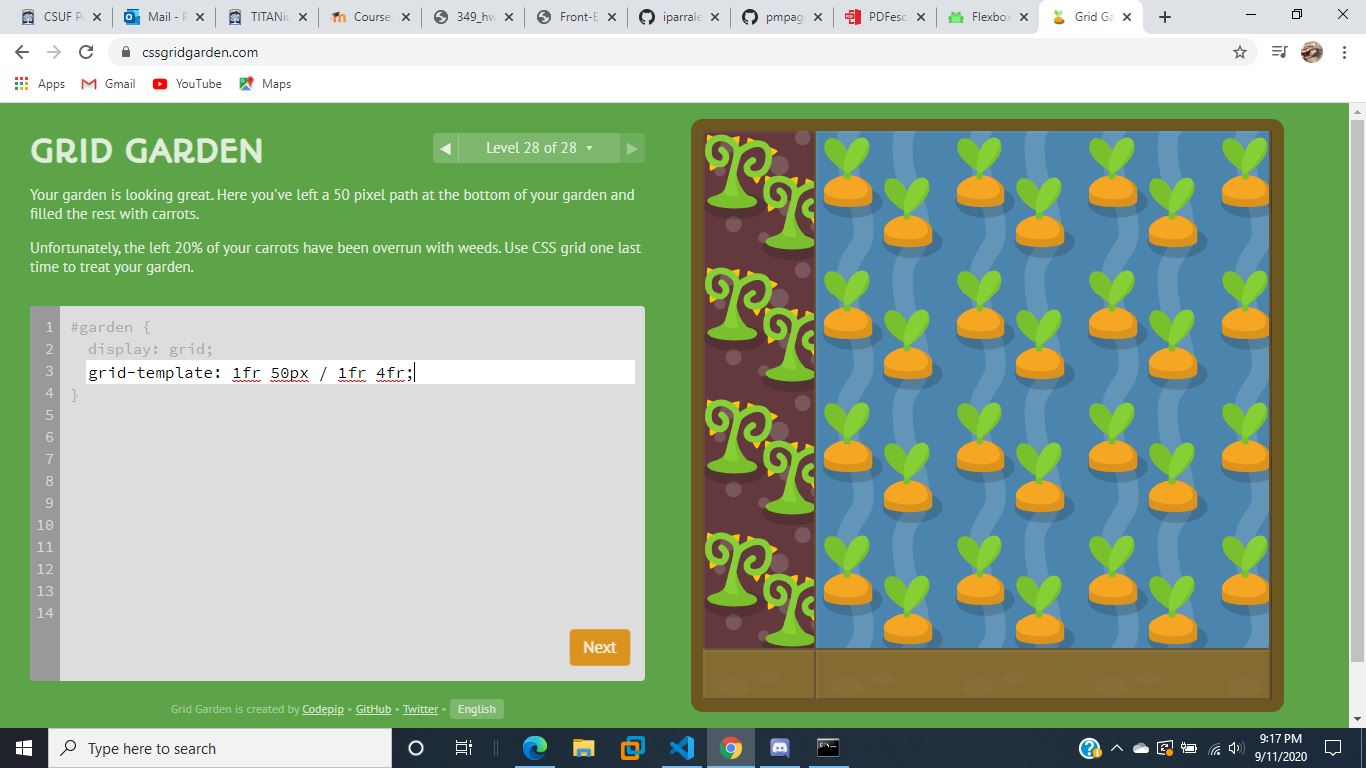 CSUF P
Mail - F
TITANiu
Course:
349_hw
Front-E
iparrale
pmpag
PDFesc
Flexbox
Grid Ga
cssgridgarden.com
Apps Gmail YouTube Maps
GRID GARDEN
Level 28 of 28
Your garden is looking great. Here you've left a 50 pixel path at the bottom of your garden and
filled the rest with carrots.
Unfortunately, the left 20% of your carrots have been overrun with weeds. Use CSS grid one last
time to treat your garden.
1 #garden {
2 display: grid;
3 grid-template: 1fr 50px / 1fr 4fr;
4 }
5
6
7
8
9
10
11
12
13
14
Next
Grid Garden is created by Codepip • GitHub • Twitter • English
Type here to search
9:17 PM
9/11/2020